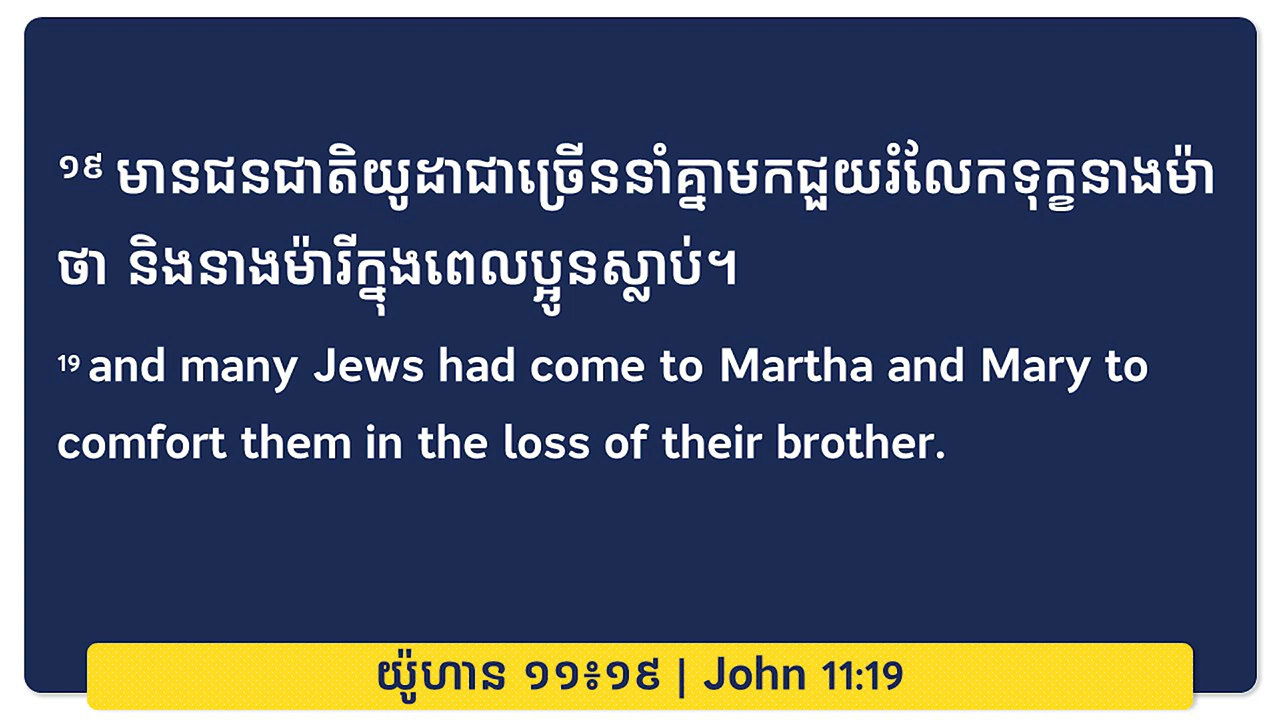 ១៩ មានជនជាតិយូដាជាច្រើននាំគ្នាមកជួយរំលែកទុក្ខនាងម៉ា
ថា និងនាងម៉ារីក្នុងពេលប្អូនស្លាប់។
19 and many Jews had come to Martha and Mary to
comfort them in the loss of their brother.
យ៉ូហាន ១១៖១៩ | John 11:19